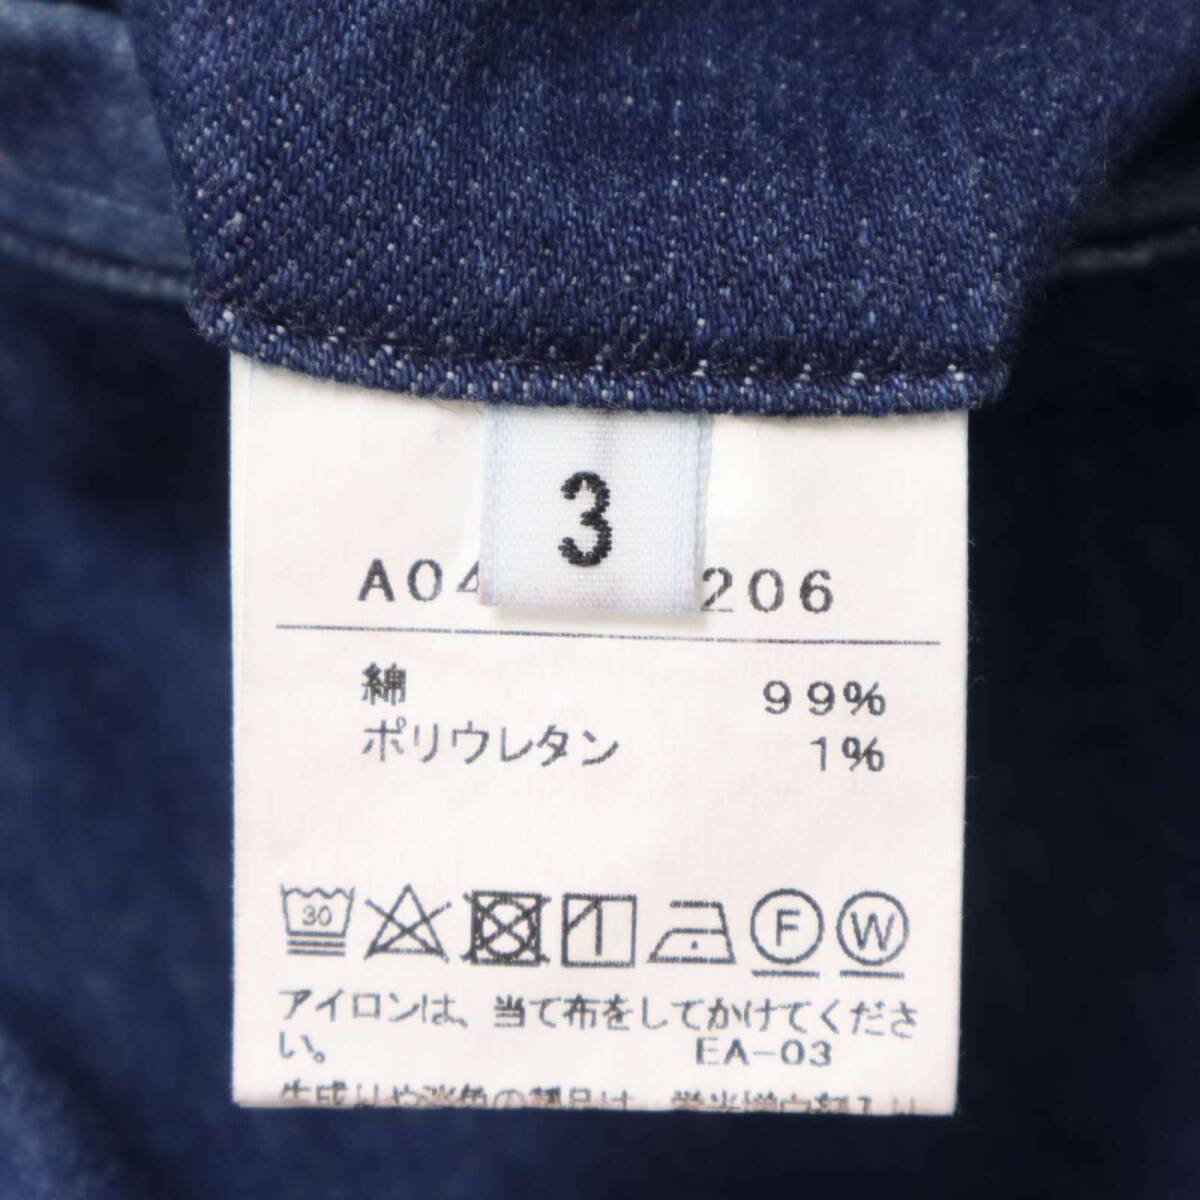 3
A04 206
綿 99%
ポリウレタン 1%
30
F W
アイロンは、当て布をしてかけてくださ
い。 EA-03